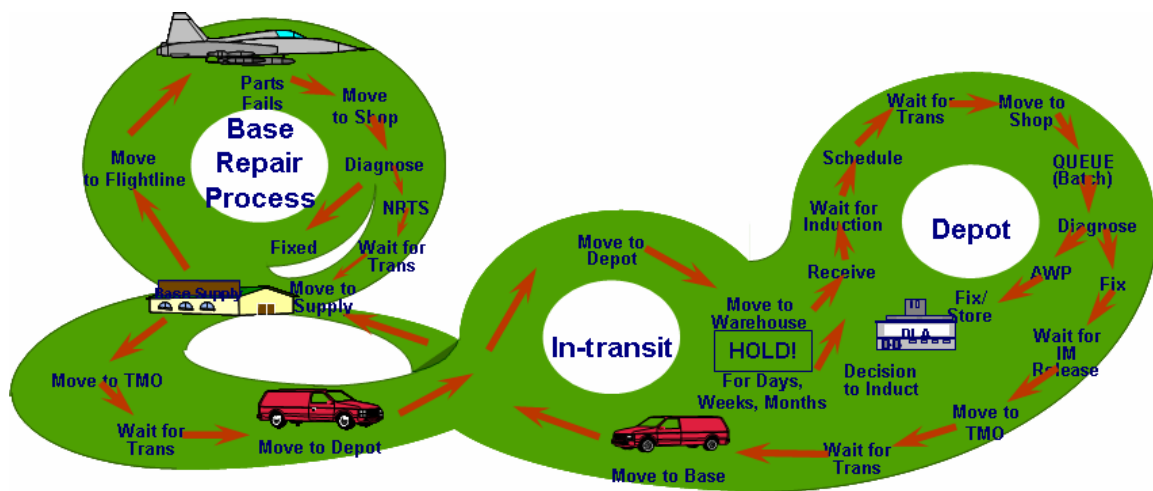 Parts
Fails
Move
to Shop
Base
Repair
Process
Diagnose
NRTS
Fixed
Wait for
Trans
Move to
Supply
Move
to Flightline
Base Supply
Move to TMO
Wait for
Trans
Move to Depot
In-transit
Move to
Depot
Move to
Warehouse
HOLD!
For Days,
Weeks, Months
Receive
Wait for
Induction
Schedule
Wait for
Trans
Move to
Shop
QUEUE
(Batch)
Diagnose
Depot
AWP
Fix/
Store
Fix
DLA
Decision
to Induct
Wait for
IM
Release
Move to
TMO
Wait for
Trans
Move to Base